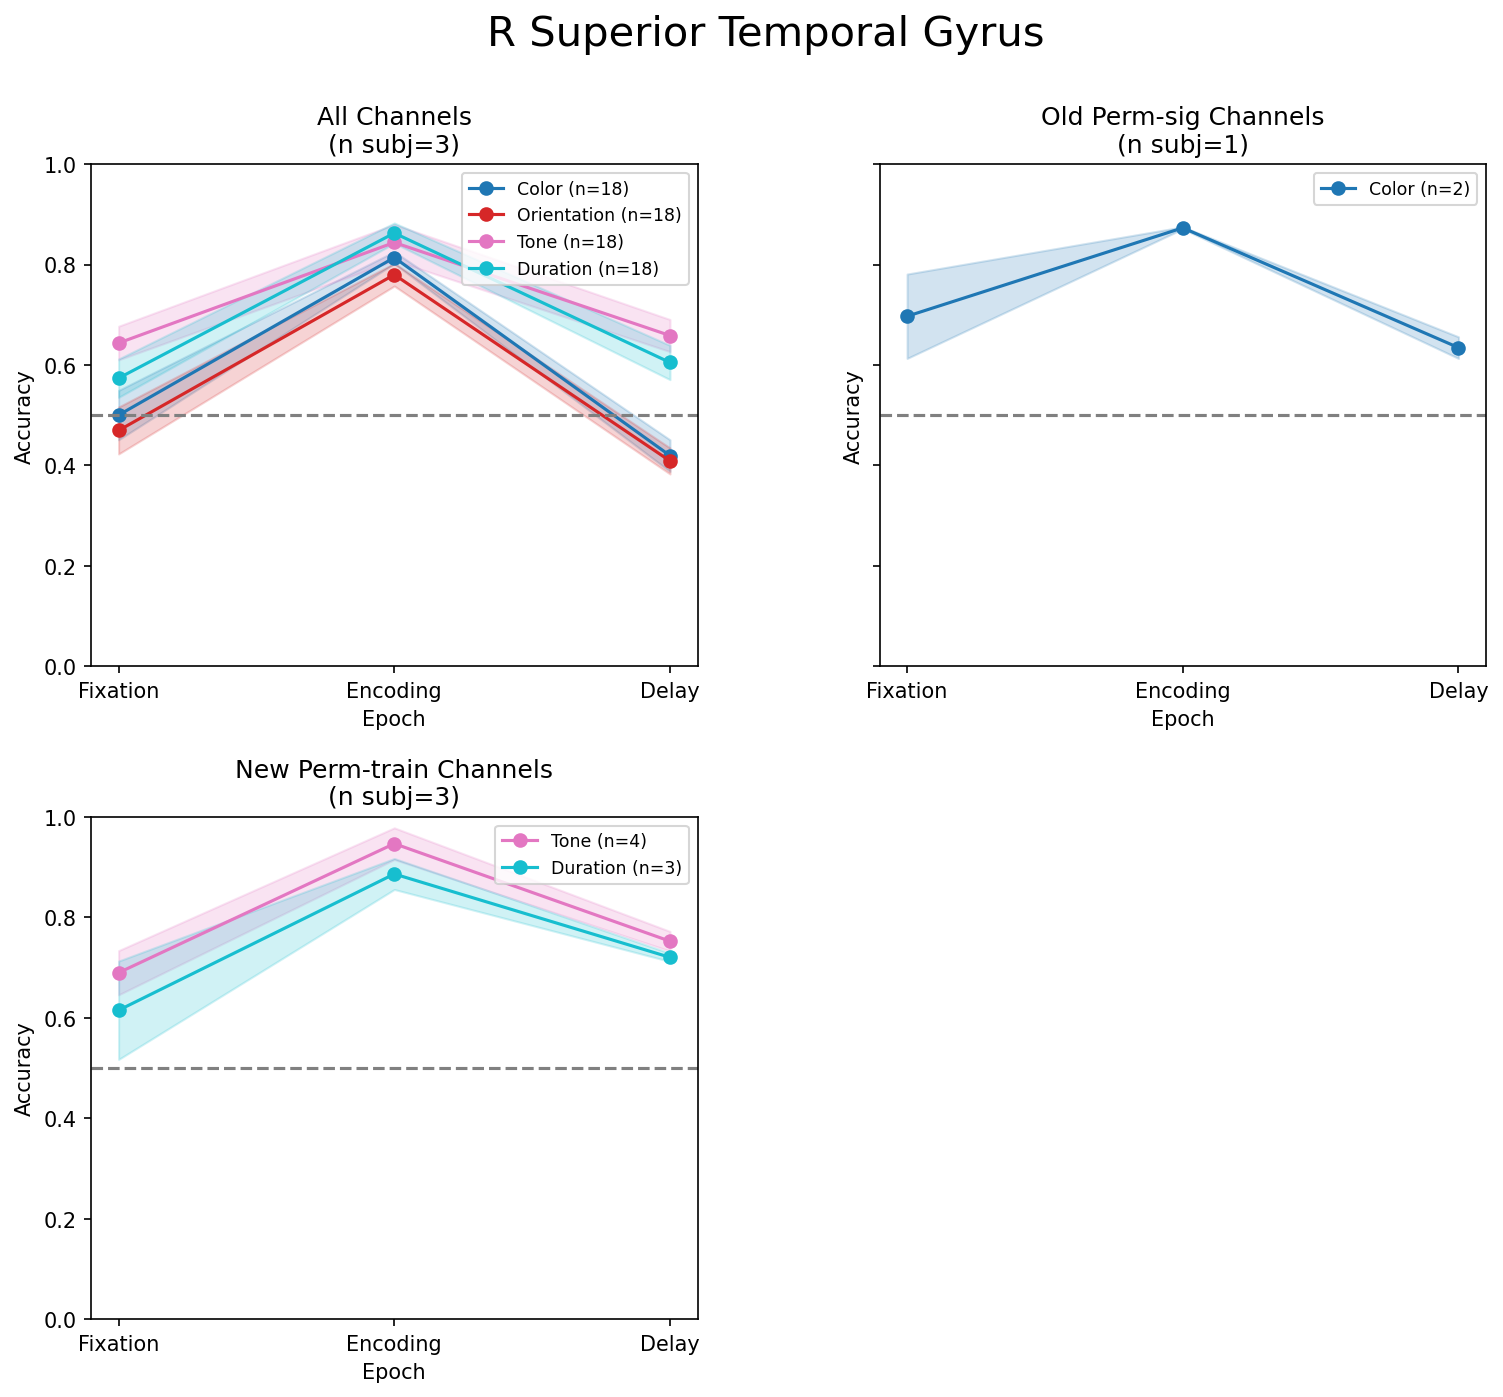 R Superior Temporal Gyrus
All Channels
(n subj=3)
1.0
0.8
0.6
0.4
0.2
0.0
Accuracy
Color (n=18)
Orientation (n=18)
Tone (n=18)
Duration (n=18)
Fixation
Encoding
Delay
Epoch
Old Perm-sig Channels
(n subj=1)
Accuracy
Color (n=2)
Fixation
Encoding
Delay
Epoch
New Perm-train Channels
(n subj=3)
1.0
0.8
0.6
0.4
0.2
0.0
Accuracy
Tone (n=4)
Duration (n=3)
Fixation
Encoding
Delay
Epoch